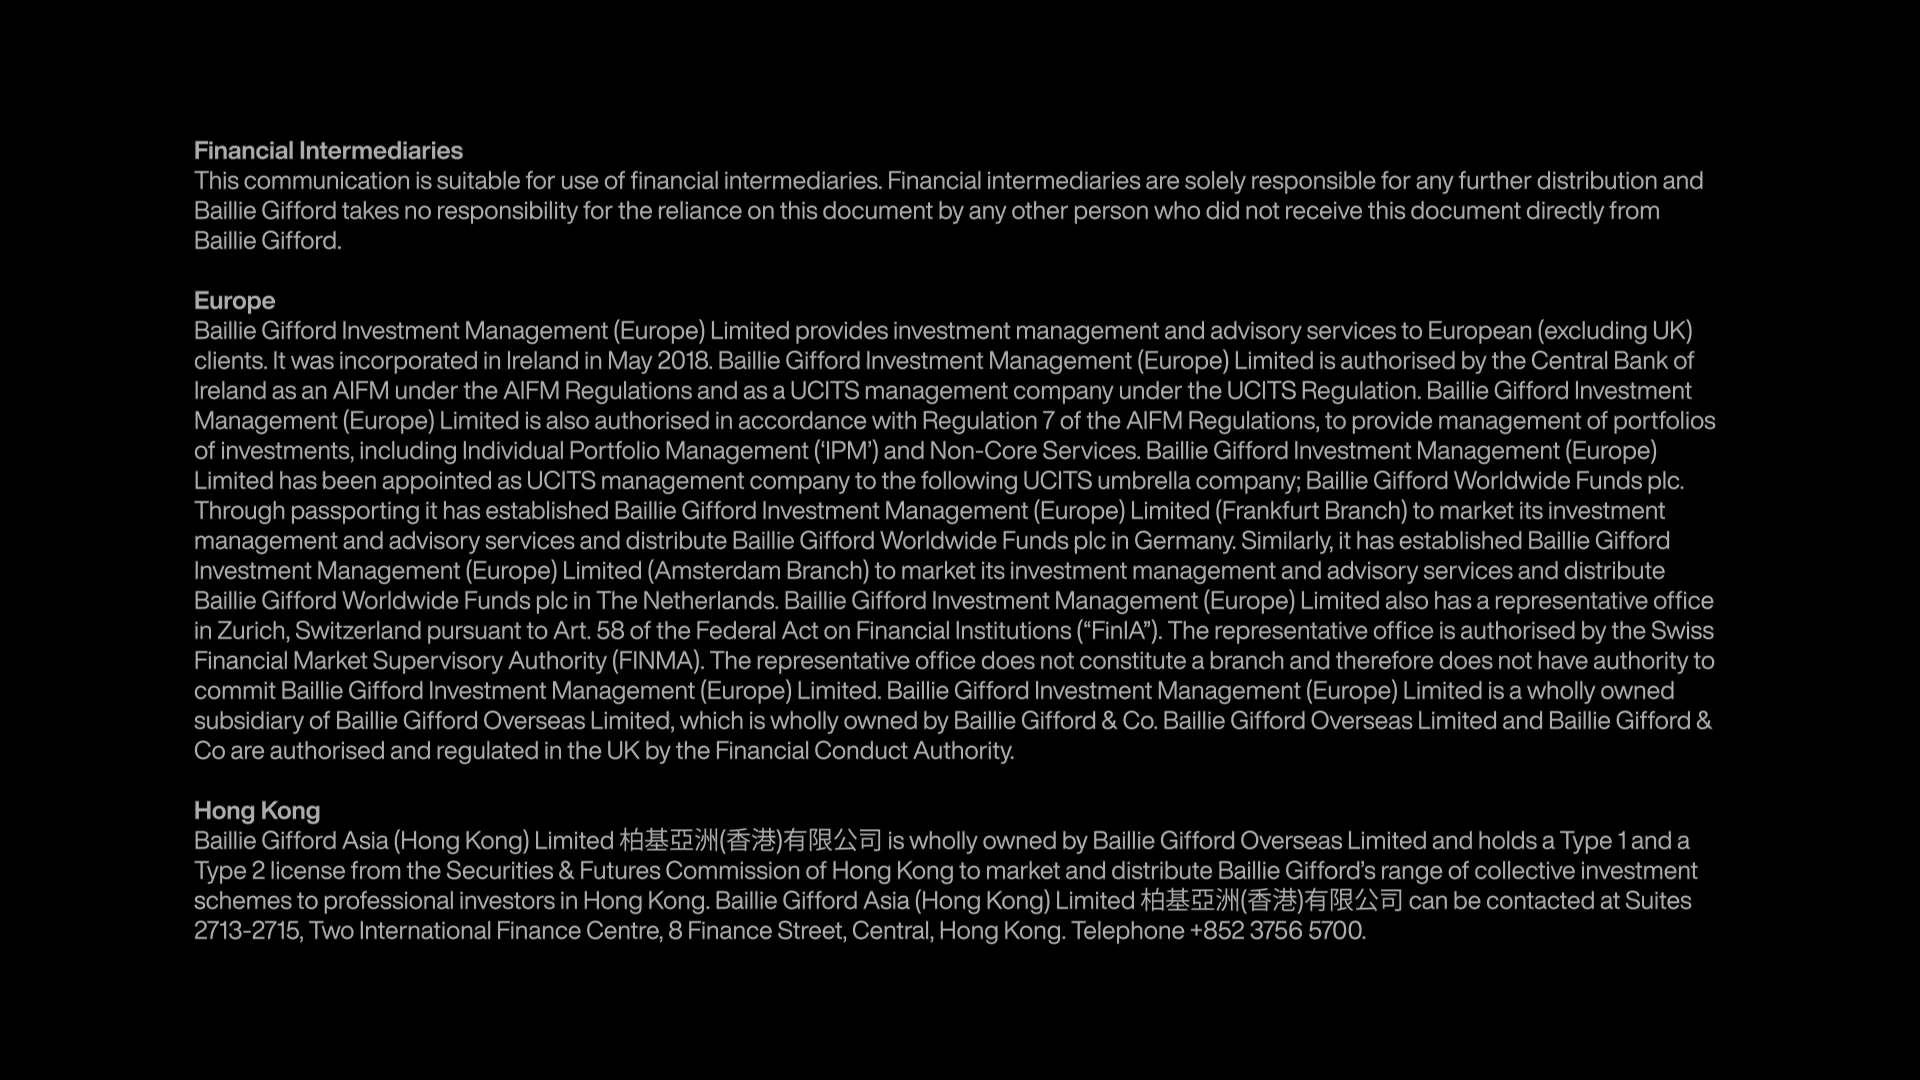 Financial Intermediaries
This communication is suitable for use of financial intermediaries. Financial intermediaries are solely responsible for any further distribution and
Baillie Gifford takes no responsibility for the reliance on this document by any other person who did not receive this document directly from
Baillie Gifford.
Europe
Baillie Gifford Investment Management (Europe) Limited provides investment management and advisory services to European (excluding UK)
clients. It was incorporated in Ireland in May 2018. Baillie Gifford Investment Management (Europe) Limited is authorised by the Central Bank of
Ireland as an AIFM under the AIFM Regulations and as a UCITS management company under the UCITS Regulation. Baillie Gifford Investment
Management (Europe) Limited is also authorised in accordance with Regulation 7 of the AIFM Regulations, to provide management of portfolios
of investments, including Individual Portfolio Management (‘IPM’) and Non-Core Services. Baillie Gifford Investment Management (Europe)
Limited has been appointed as UCITS management company to the following UCITS umbrella company; Baillie Gifford Worldwide Funds plc.
Through passporting it has established Baillie Gifford Investment Management (Europe) Limited (Frankfurt Branch) to market its investment
management and advisory services and distribute Baillie Gifford Worldwide Funds plc in Germany. Similarly, it has established Baillie Gifford
Investment Management (Europe) Limited (Amsterdam Branch) to market its investment management and advisory services and distribute
Baillie Gifford Worldwide Funds plc in The Netherlands. Baillie Gifford Investment Management (Europe) Limited also has a representative office
in Zurich, Switzerland pursuant to Art. 58 of the Federal Act on Financial Institutions (“FinIA”). The representative office is authorised by the Swiss
Financial Market Supervisory Authority (FINMA). The representative office does not constitute a branch and therefore does not have authority to
commit Baillie Gifford Investment Management (Europe) Limited. Baillie Gifford Investment Management (Europe) Limited is a wholly owned
subsidiary of Baillie Gifford Overseas Limited, which is wholly owned by Baillie Gifford & Co. Baillie Gifford Overseas Limited and Baillie Gifford &
Co are authorised and regulated in the UK by the Financial Conduct Authority.
Hong Kong
Baillie Gifford Asia (Hong Kong) Limited 柏基亞洲(香港)有限公司 is wholly owned by Baillie Gifford Overseas Limited and holds a Type 1 and a
Type 2 license from the Securities & Futures Commission of Hong Kong to market and distribute Baillie Gifford’s range of collective investment
schemes to professional investors in Hong Kong. Baillie Gifford Asia (Hong Kong) Limited 柏基亞洲(香港)有限公司 can be contacted at Suites
2713-2715, Two International Finance Centre, 8 Finance Street, Central, Hong Kong. Telephone +852 3756 5700.